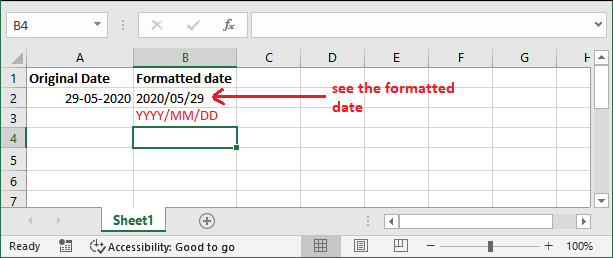 B4
fx
A B C D E F G H
1 Original Date Formatted date
2 29-05-2020 2020/05/29 see the formatted
3 YYYY/MM/DD date
4
5
6
7
Sheet1
Ready Accessibility: Good to go 100%